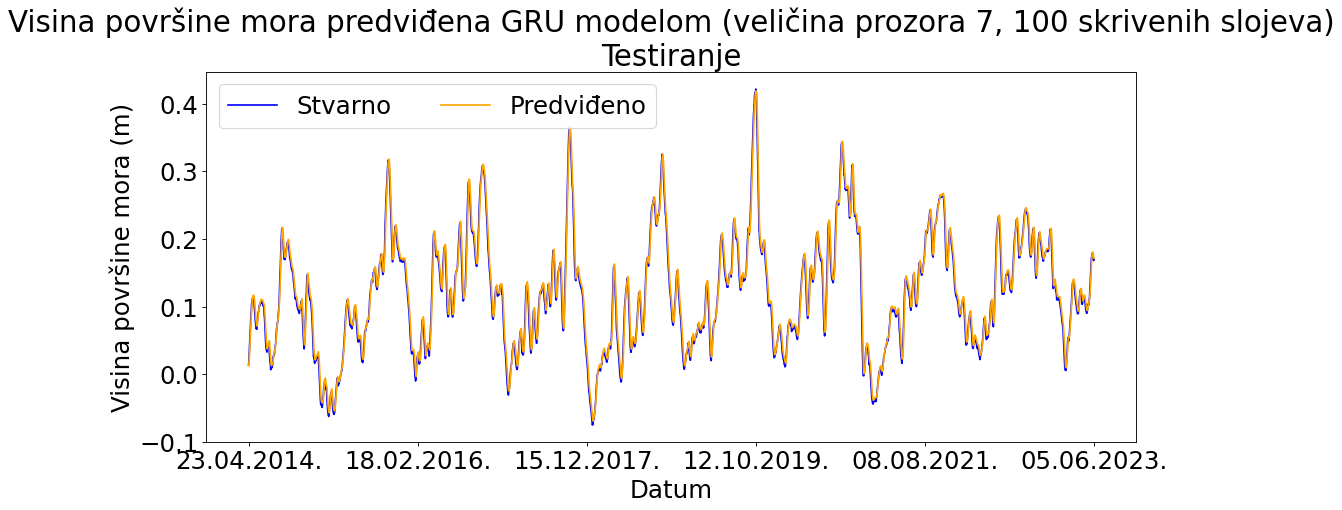 Visina površine mora predviđena GRU modelom (veličina prozora 7, 100 skrivenih slojeva)
Testiranje
Stvarno
Predviđeno
Visina površine mora (m)
0.4
0.3
0.2
0.1
0.0
−0.1
23.04.2014. 18.02.2016. 15.12.2017. 12.10.2019. 08.08.2021. 05.06.2023.
Datum